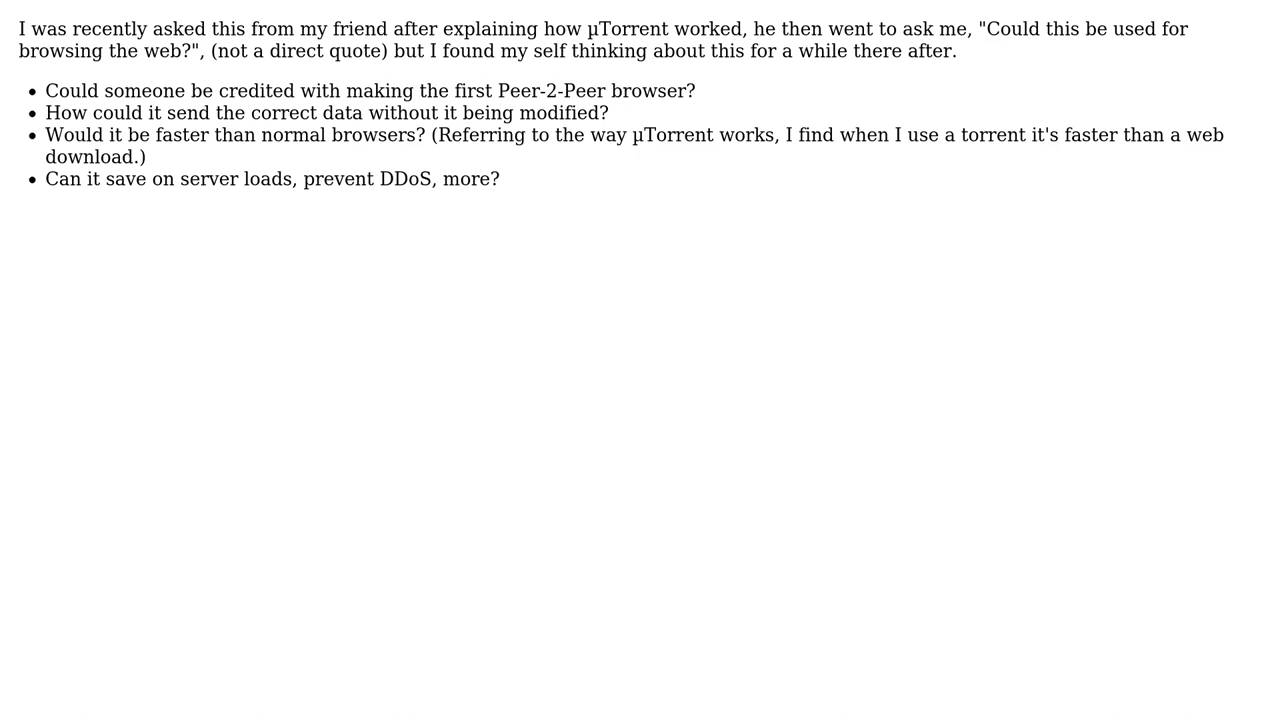 I was recently asked this from my friend after explaining how µTorrent worked, he then went to ask me, "Could this be used for
browsing the web?", (not a direct quote) but I found my self thinking about this for a while there after.
• Could someone be credited with making the first Peer-2-Peer browser?
• How could it send the correct data without it being modified?
• Would it be faster than normal browsers? (Referring to the way µTorrent works, I find when I use a torrent it's faster than a web
download.)
• Can it save on server loads, prevent DDoS, more?